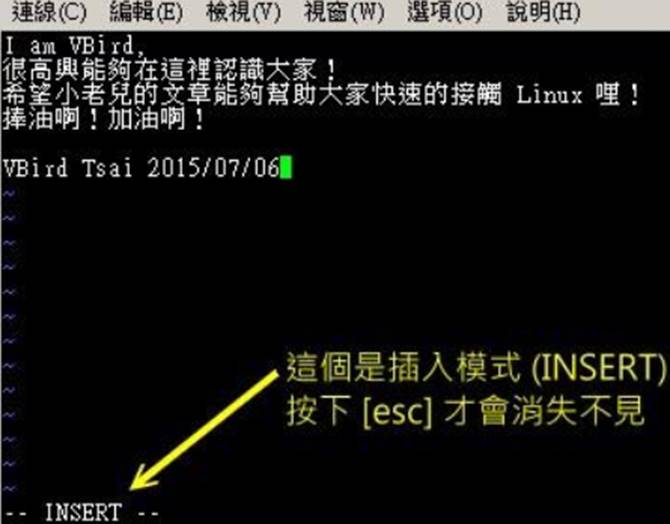 連線(C) 編輯(E) 檢視(V) 視窗(W) 選項(O) 說明(H)
I am VBird,
很高興能夠在這裡認識大家！
希望小老兒的文章能夠幫助大家快速的接觸 Linux 哩！
捧油啊！加油啊！
VBird Tsai 2015/07/06
~
~
~
~
~
~
~
~
~
~
~
~
~
這個是插入模式 (INSERT)
按下 [esc] 才會消失不見
-- INSERT --